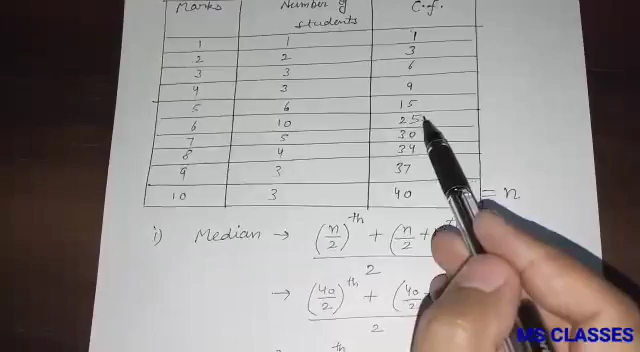 Marks Number of students C.f.
1 1 1
2 2 3
3 3 6
4 3 9
5 6 15
6 10 25
7 5 30
8 4 34
9 3 37
10 3 40 = n
i) Median → (n/2)^th + (n/2 +
2
→ (40/2)^th + (40/2
2
th
MS CLASSES